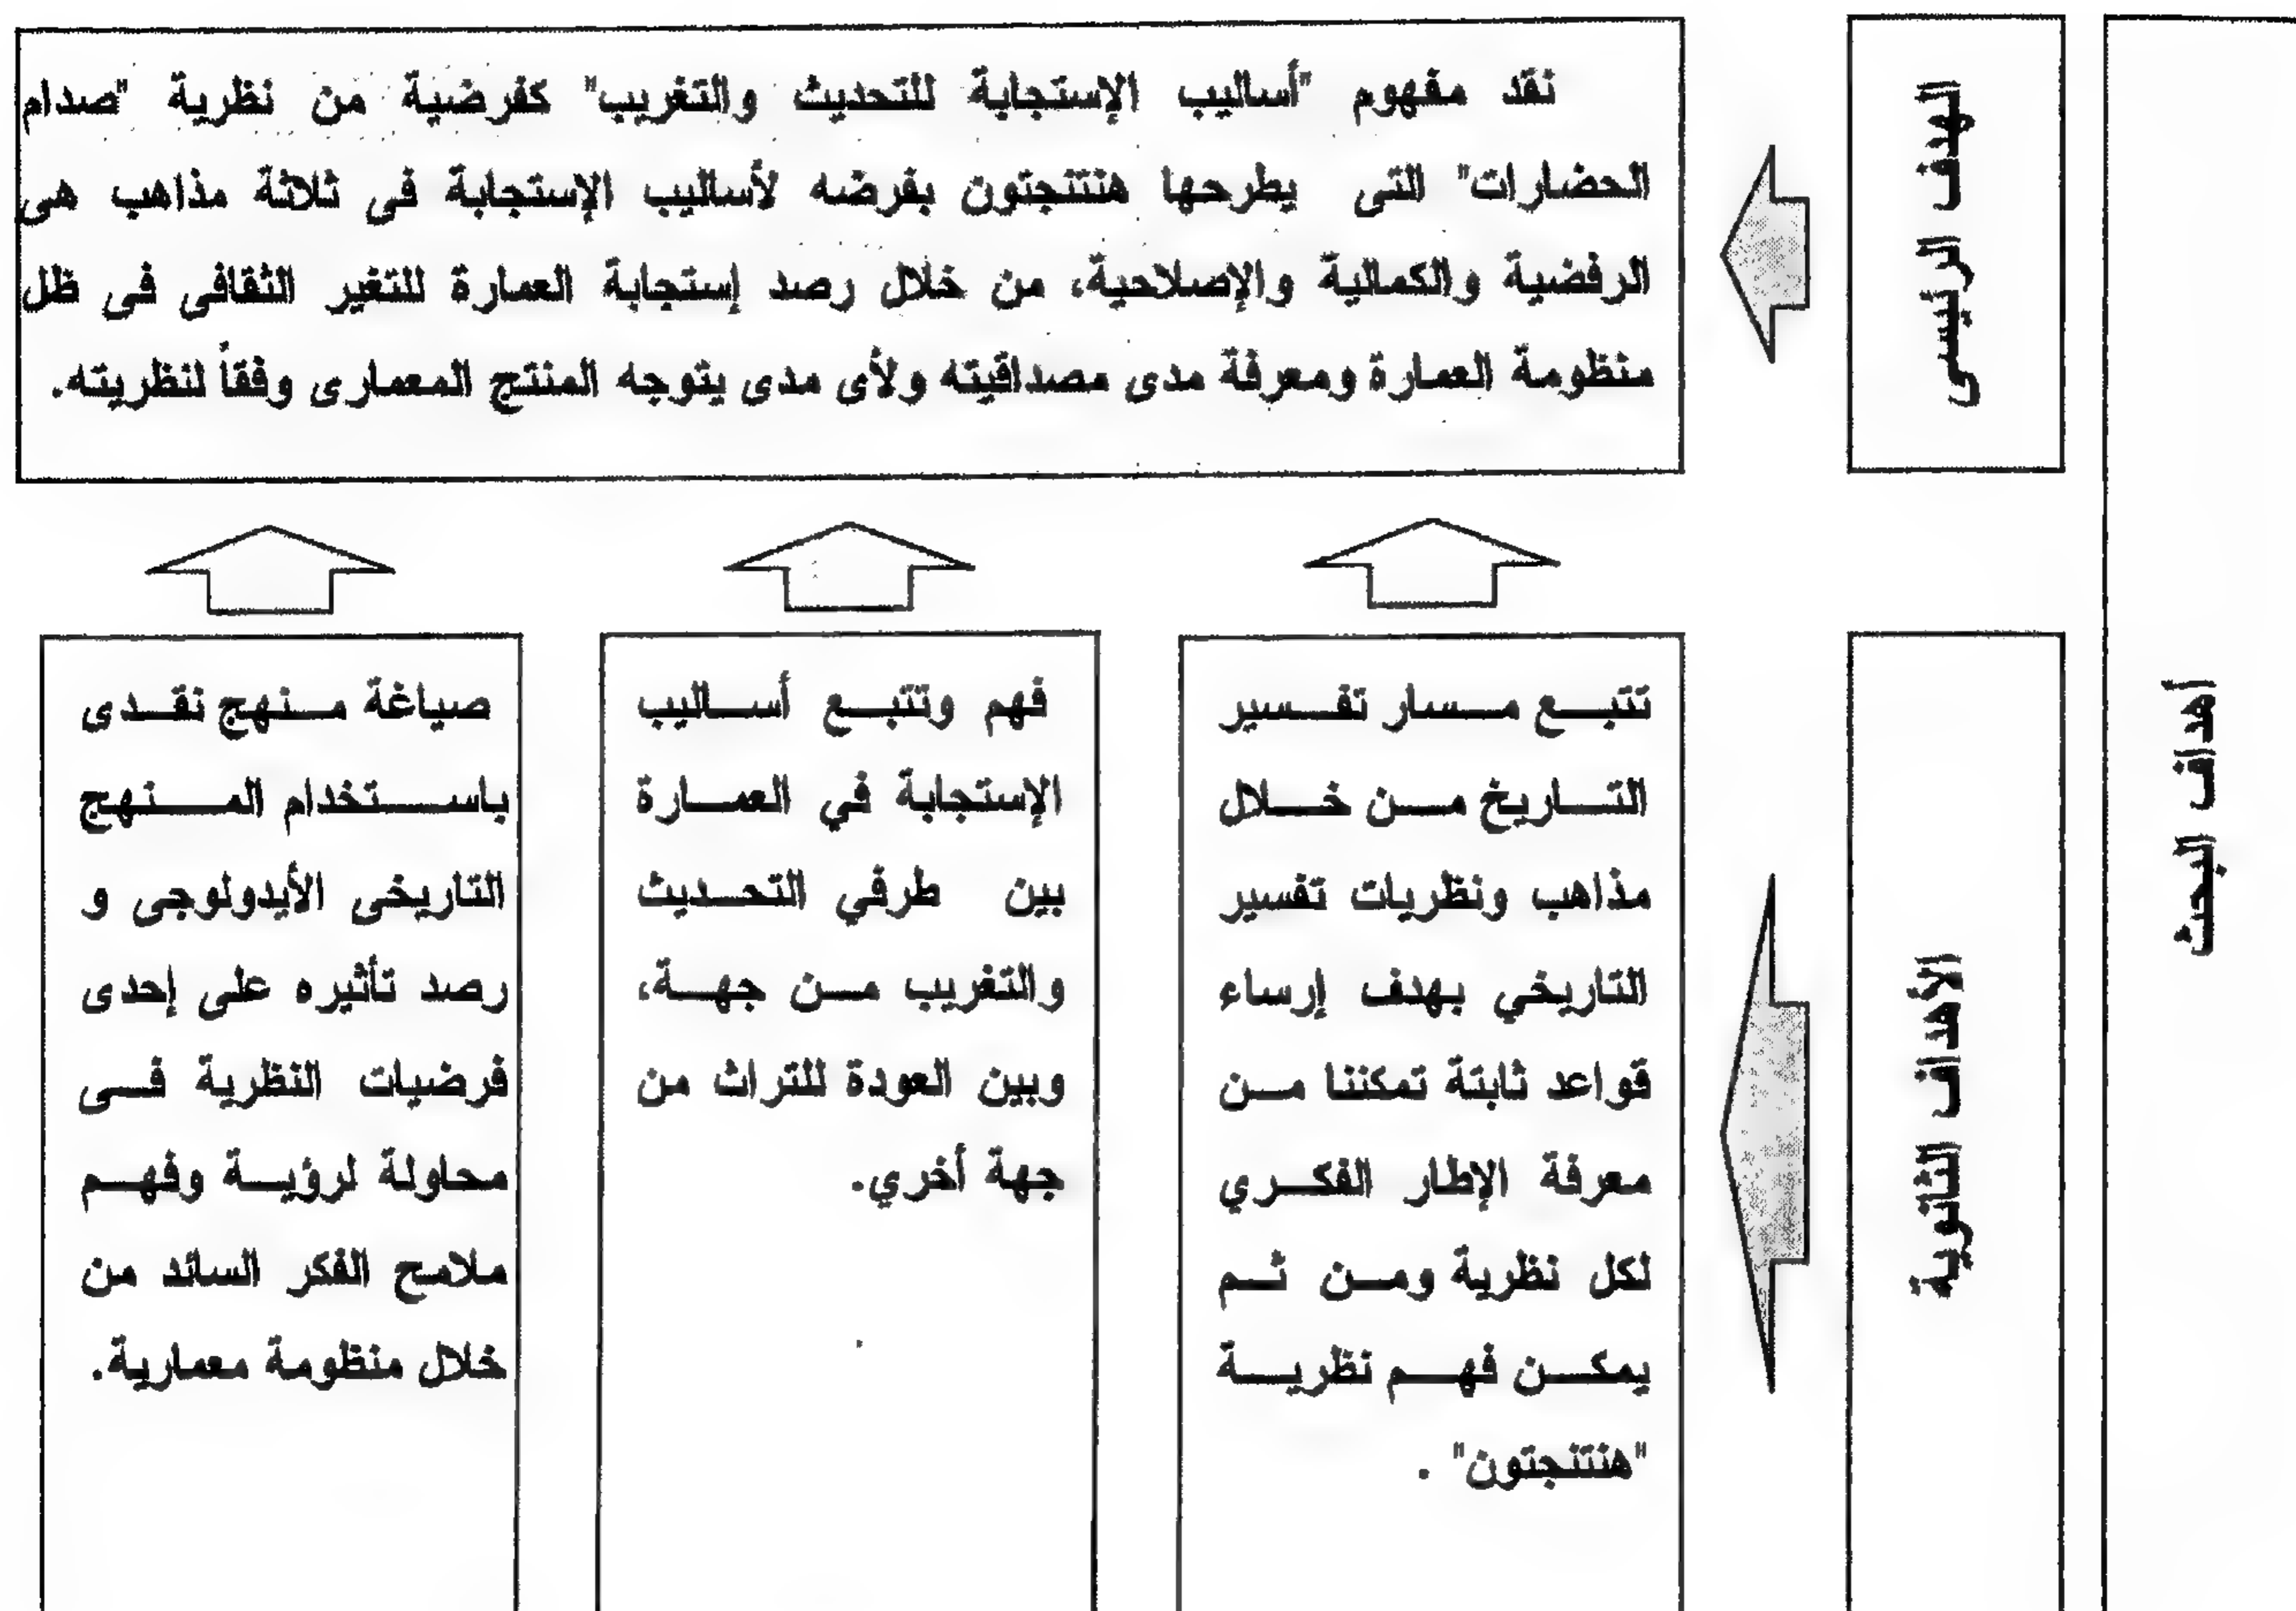 أهداف البحث
الهدف الرئيسى
نقد مفهوم "أساليب الإستجابة للتحديث والتغريب" كفرضية من نظرية "صدام
الحضارات" التى يطرحها هنتنجتون بفرضه لأساليب الإستجابة فى ثلاثة مذاهب هى
الرفضية والكمالية والإصلاحية، من خلال رصد إستجابة العمارة للتغير الثقافى فى ظل
منظومة العمارة ومعرفة مدى مصداقيته ولأى مدى يتوجه المنتج المعمارى وفقاً لنظريته.
الأهداف الثانوية
تتبع مسار تفسير
التاريخ من خلال
مذاهب ونظريات تفسير
التاريخي بهدف إرساء
قواعد ثابتة تمكننا من
معرفة الإطار الفكري
لكل نظرية ومن ثم
يمكن فهم نظرية
"هنتنجتون" .
فهم وتتبع أساليب
الإستجابة في العمارة
بين طرفي التحديث
والتغريب من جهة،
وبين العودة للتراث من
جهة أخري.
صياغة منهج نقدى
باستخدام المنهج
التاريخى الأيدولوجى و
رصد تأثيره على إحدى
فرضيات النظرية فى
محاولة لرؤية وفهم
ملامح الفكر السائد من
خلال منظومة معمارية.